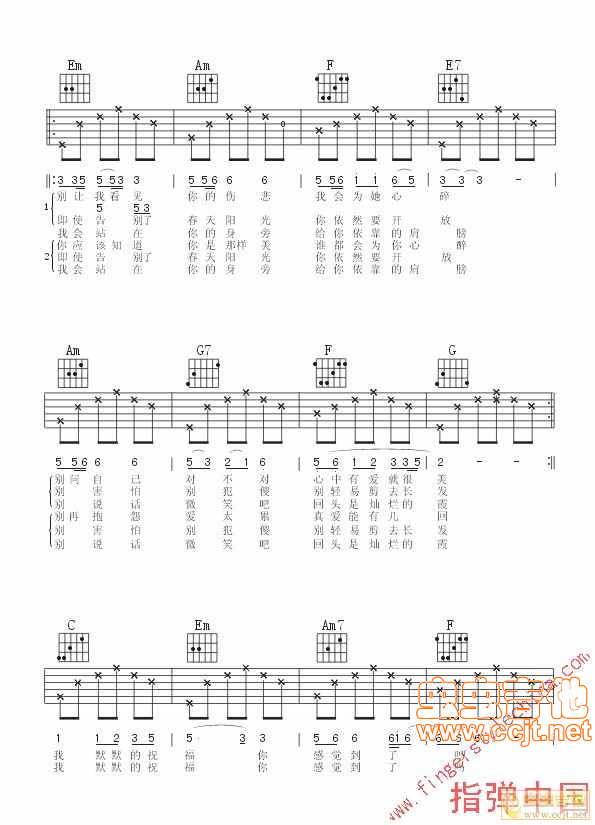 Em Am F E7
3 35 5 53 3 5 56 6 6 5 56 1 1 6 5 3 3 3 -
别让我看见 你的伤悲 我会为她心碎
1 5 53
即使告别了 春天阳光 你依然要开放
我会站在 你的身旁 给你依靠的肩膀
你应该知道 你是那样美 谁都会为你心醉
2 即使告别了 春天阳光 你依然要开放
我会站在 你的身旁 给你依靠的肩膀
Am G7 F G
5 56 6 6 5 3 2 1 6 5 6 1 2 3 3 5 2 - -
别问自己 对不对 心中有爱就很美
别害怕 别犯傻 别轻易剪去长发
别说话 微笑吧 回头是灿烂的霞
别再抱怨 爱太累 真爱能有几回
别害怕 别犯傻 别轻易剪去长发
别说话 微笑吧 回头是灿烂的霞
C Em Am7 F
1 1 2 3 2 5 3 3 5 5 6 6 61 6
我默默的祝福你 感觉到了吗
我默默的祝福你 感觉到了吗
虫虫吉他
www.ccjt.net
指弹中国
www.ccjt.net